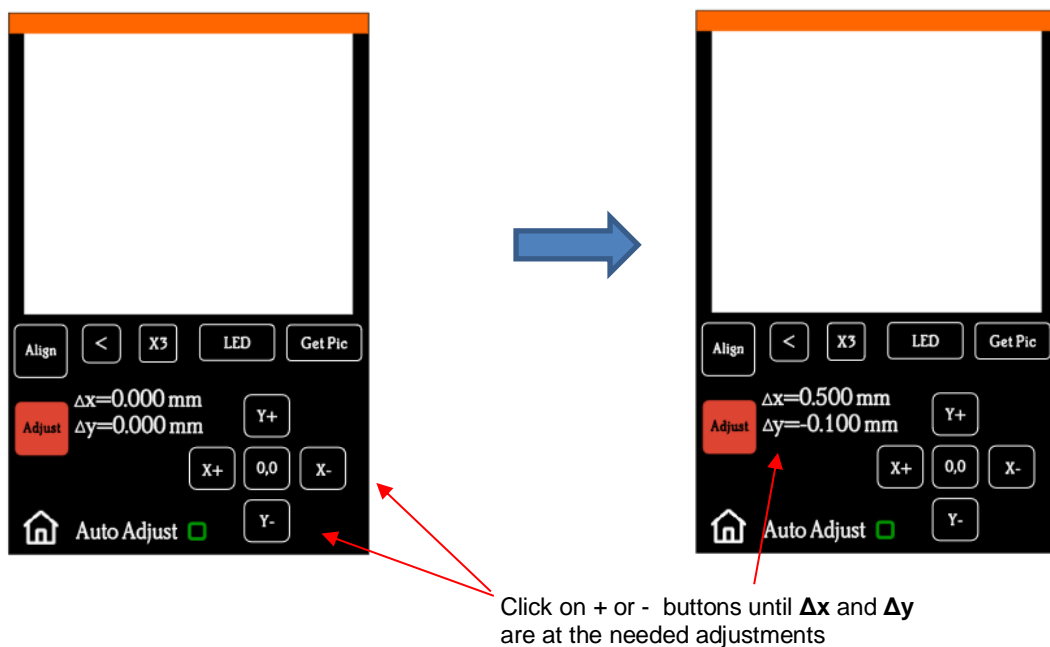 Align < X3 LED Get Pic
Adjust Δx=0.000 mm
Δy=0.000 mm
Y+
X+ 0,0 X-
Y-
Auto Adjust
Align < X3 LED Get Pic
Adjust Δx=0.500 mm
Δy=-0.100 mm
Y+
X+ 0,0 X-
Y-
Auto Adjust
Click on + or - buttons until Δx and Δy
are at the needed adjustments